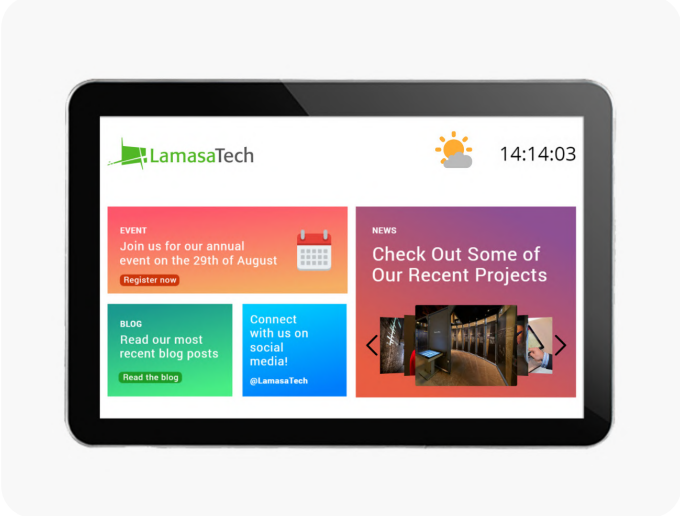 LamasaTech
14:14:03
EVENT
Join us for our annual
event on the 29th of August
Register now
BLOG
Read our most
recent blog posts
Read the blog
Connect
with us on
social
media!
@LamasaTech
NEWS
Check Out Some of
Our Recent Projects